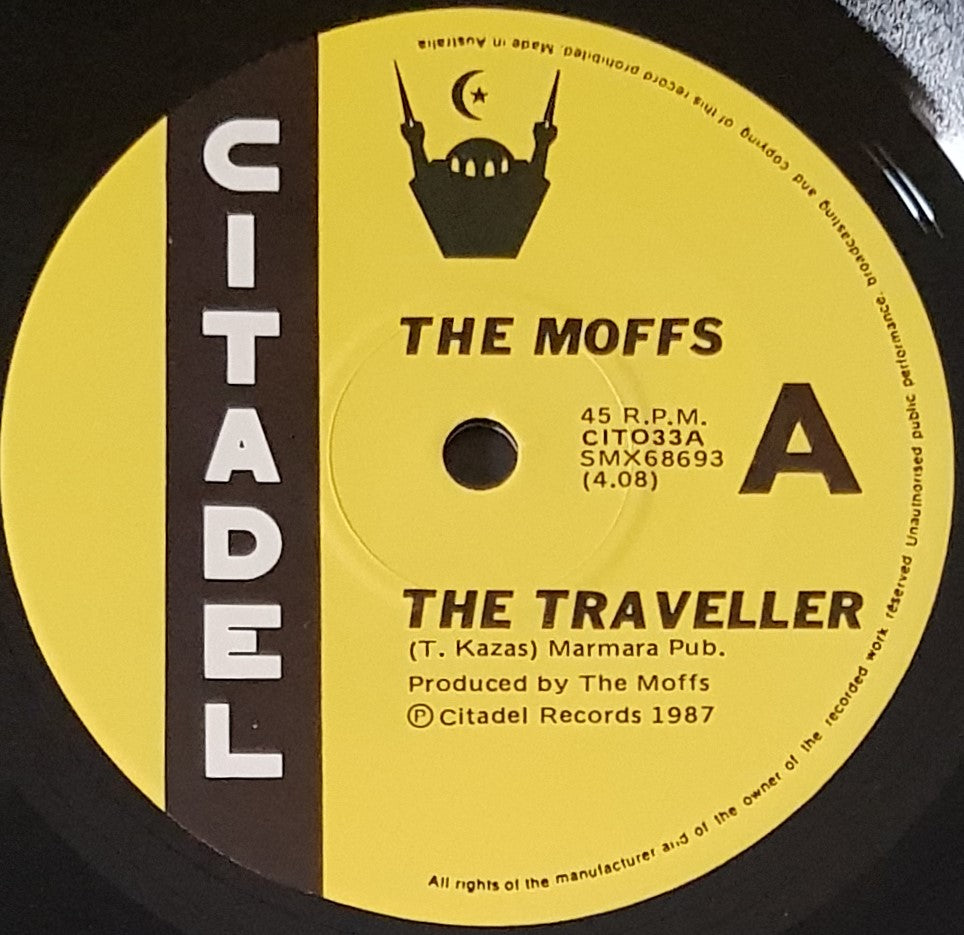 CITADEL
THE MOFFS
45 R.P.M.
CIT033A
SMX68693
(4.08)
A
THE TRAVELLER
(T. Kazas) Marmara Pub.
Produced by The Moffs
Ⓟ Citadel Records 1987
All rights of the manufacturer and of the owner of the recorded work reserved Unauthorised public performance, broadcasting and copying of this record prohibited. Made in Australia